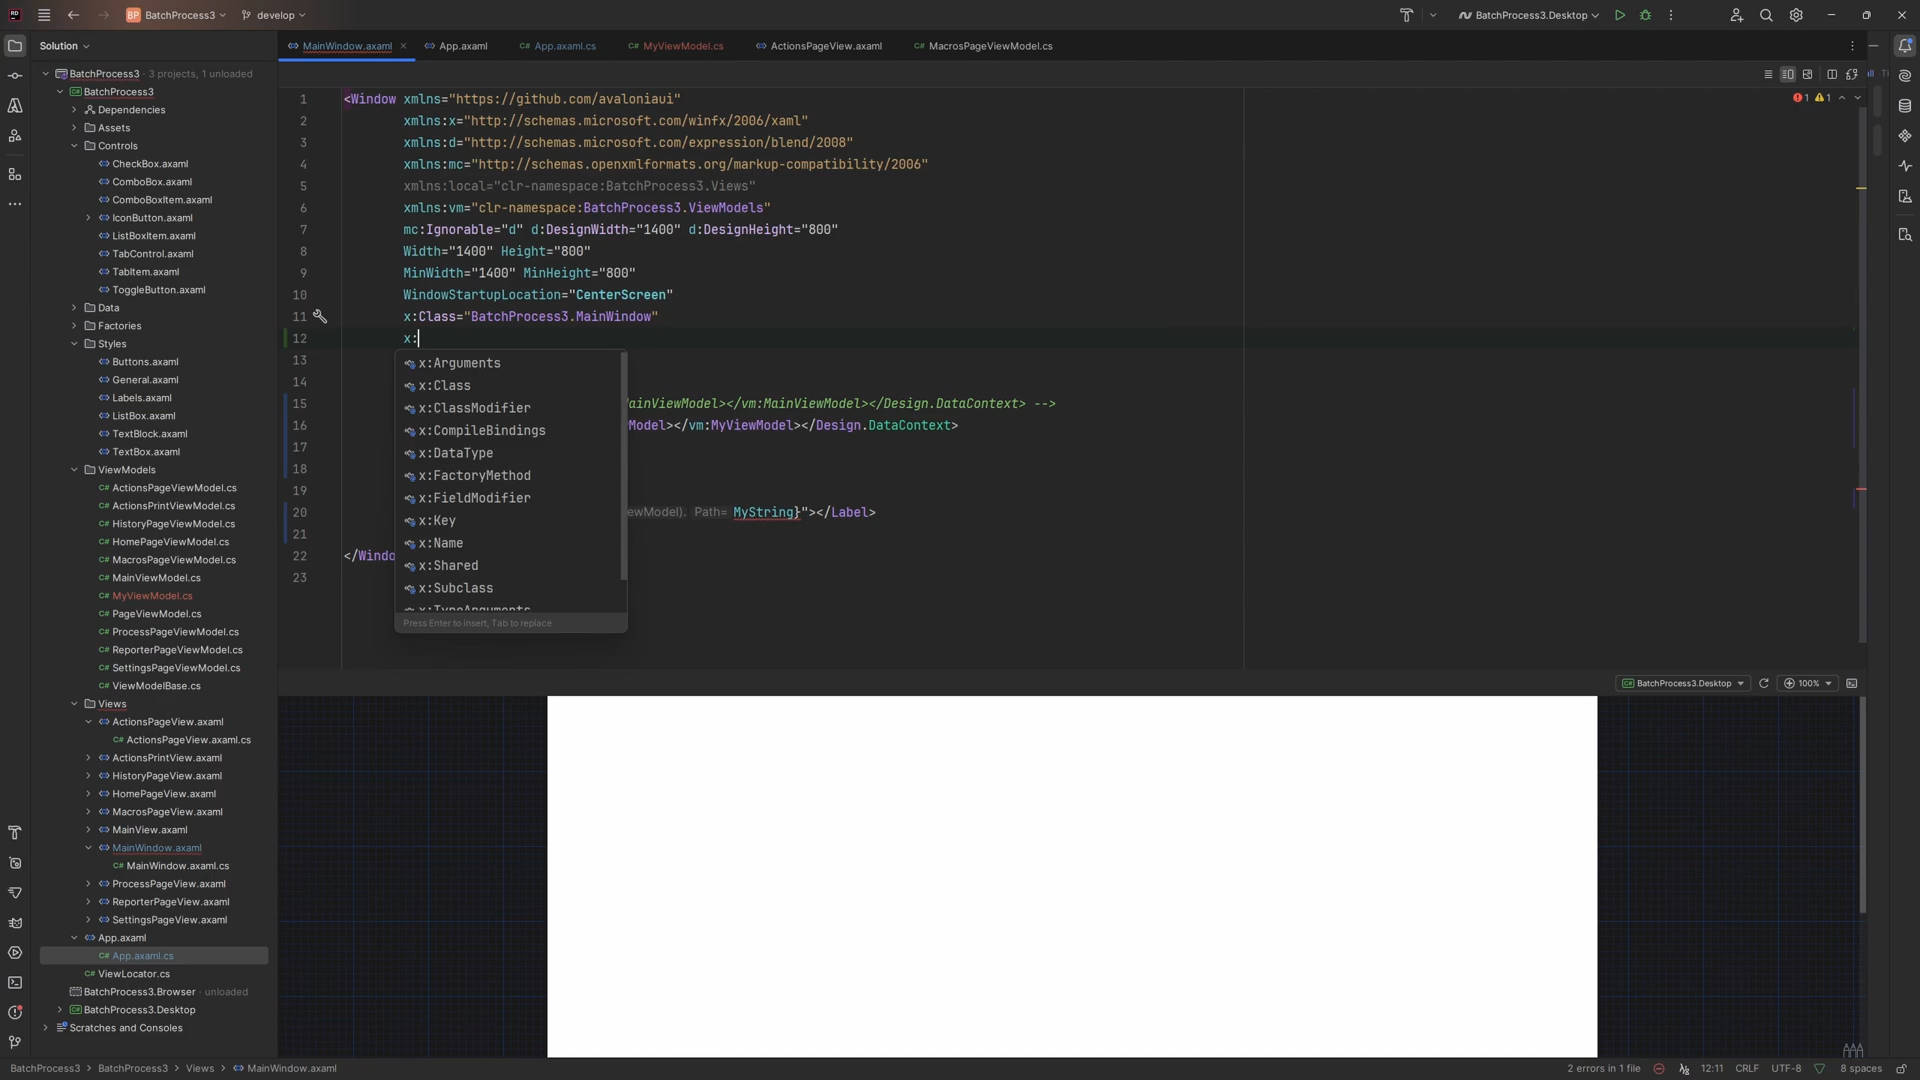 BP BatchProcess3 develop BatchProcess3.Desktop
Solution
MainWindow.axaml App.axaml App.axaml.cs MyViewModel.cs ActionsPageView.axaml MacrosPageViewModel.cs
BatchProcess3 · 3 projects, 1 unloaded
BatchProcess3
Dependencies
Assets
Controls
CheckBox.axaml
ComboBox.axaml
ComboBoxItem.axaml
IconButton.axaml
ListBoxItem.axaml
TabControl.axaml
TabItem.axaml
ToggleButton.axaml
Data
Factories
Styles
Buttons.axaml
General.axaml
Labels.axaml
ListBox.axaml
TextBlock.axaml
TextBox.axaml
ViewModels
C# ActionsPageViewModel.cs
C# ActionsPrintViewModel.cs
C# HistoryPageViewModel.cs
C# HomePageViewModel.cs
C# MacrosPageViewModel.cs
C# MainViewModel.cs
C# MyViewModel.cs
C# PageViewModel.cs
C# ProcessPageViewModel.cs
C# ReporterPageViewModel.cs
C# SettingsPageViewModel.cs
C# ViewModelBase.cs
Views
ActionsPageView.axaml
C# ActionsPageView.axaml.cs
ActionsPrintView.axaml
HistoryPageView.axaml
HomePageView.axaml
MacrosPageView.axaml
MainView.axaml
MainWindow.axaml
C# MainWindow.axaml.cs
ProcessPageView.axaml
ReporterPageView.axaml
SettingsPageView.axaml
App.axaml
C# App.axaml.cs
C# ViewLocator.cs
BatchProcess3.Browser · unloaded
BatchProcess3.Desktop
Scratches and Consoles
1 <Window xmlns="https://github.com/avaloniaui"
2 xmlns:x="http://schemas.microsoft.com/winfx/2006/xaml"
3 xmlns:d="http://schemas.microsoft.com/expression/blend/2008"
4 xmlns:mc="http://schemas.openxmlformats.org/markup-compatibility/2006"
5 xmlns:local="clr-namespace:BatchProcess3.Views"
6 xmlns:vm="clr-namespace:BatchProcess3.ViewModels"
7 mc:Ignorable="d" d:DesignWidth="1400" d:DesignHeight="800"
8 Width="1400" Height="800"
9 MinWidth="1400" MinHeight="800"
10 WindowStartupLocation="CenterScreen"
11 x:Class="BatchProcess3.MainWindow"
12 x:
13
14
15 ainViewModel></vm:MainViewModel></Design.DataContext> -->
16 Model></vm:MyViewModel></Design.DataContext>
17
18
19
20 ewModel). Path= MyString}"></Label>
21
22 </Windo
23
1 1
x:Arguments
x:Class
x:ClassModifier
x:CompileBindings
x:DataType
x:FactoryMethod
x:FieldModifier
x:Key
x:Name
x:Shared
x:Subclass
x:TypeArguments
Press Enter to insert, Tab to replace
BatchProcess3.Desktop 100%
BatchProcess3 > BatchProcess3 > Views > MainWindow.axaml 2 errors in 1 file 12:11 CRLF UTF-8 8 spaces